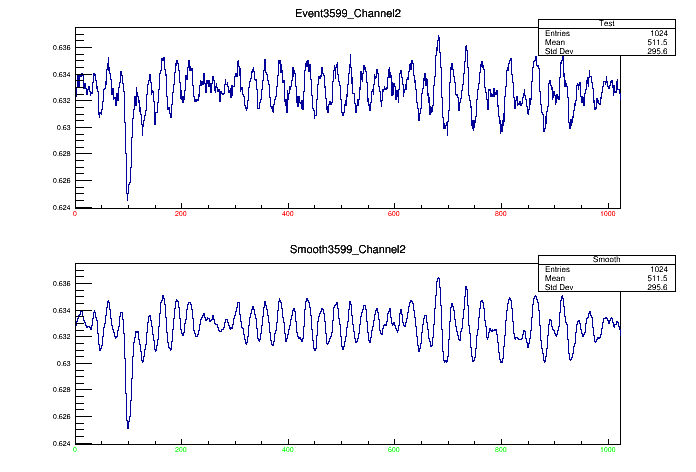 Event3599_Channel2
Test
Entries 1024
Mean 511.5
Std Dev 295.6
0.636
0.634
0.632
0.63
0.628
0.626
0.624
0 200 400 600 800 1000
Smooth3599_Channel2
Smooth
Entries 1024
Mean 511.5
Std Dev 295.6
0.636
0.634
0.632
0.63
0.628
0.626
0.624
0 200 400 600 800 1000